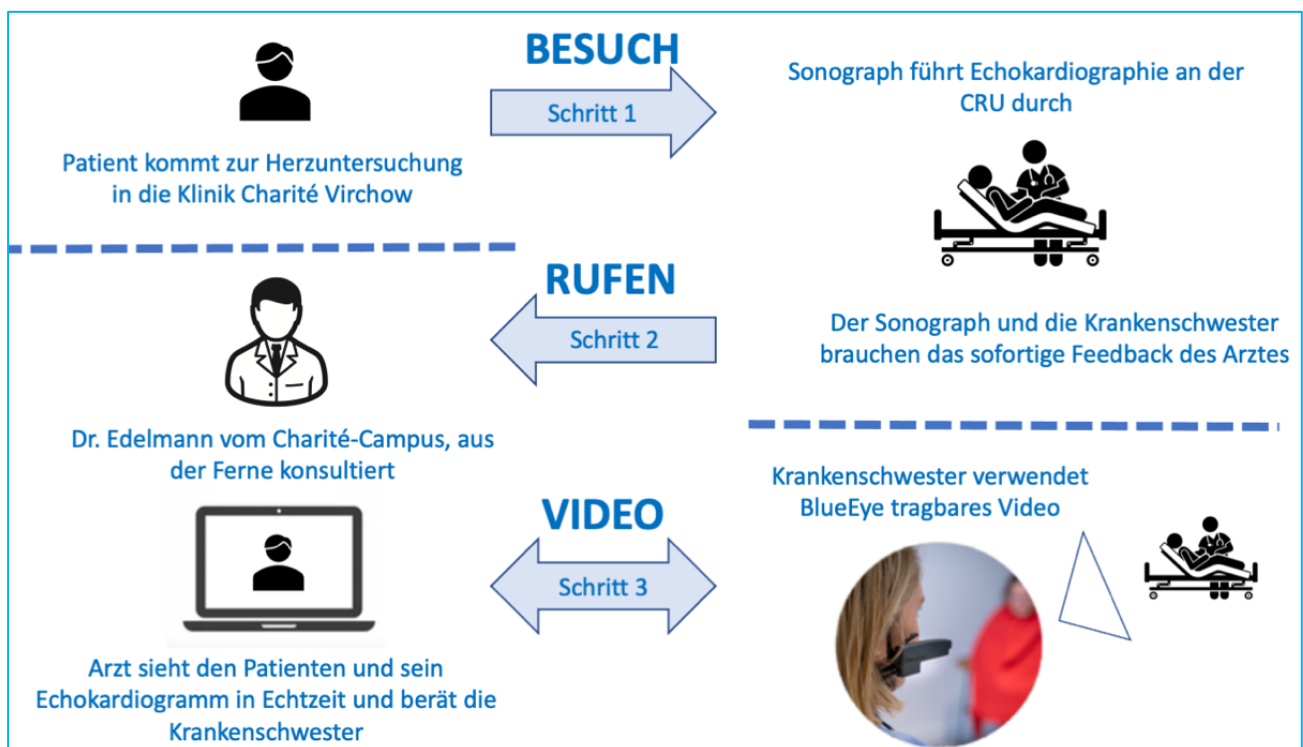 BESUCH
Schritt 1
Patient kommt zur Herzuntersuchung
in die Klinik Charité Virchow
Sonograph führt Echokardiographie an der
CRU durch
RUFEN
Schritt 2
Der Sonograph und die Krankenschwester
brauchen das sofortige Feedback des Arztes
Dr. Edelmann vom Charité-Campus, aus
der Ferne konsultiert
Krankenschwester verwendet
BlueEye tragbares Video
VIDEO
Schritt 3
Arzt sieht den Patienten und sein
Echokardiogramm in Echtzeit und berät die
Krankenschwester